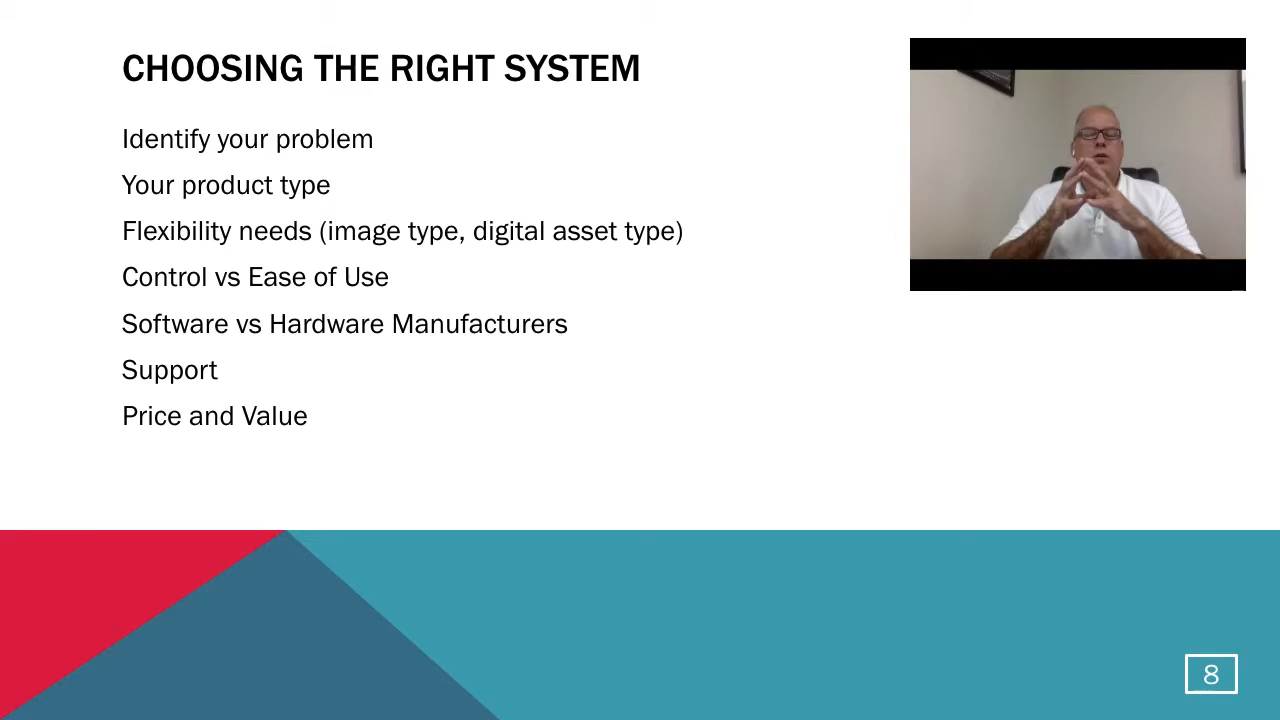 CHOOSING THE RIGHT SYSTEM
Identify your problem
Your product type
Flexibility needs (image type, digital asset type)
Control vs Ease of Use
Software vs Hardware Manufacturers
Support
Price and Value
8